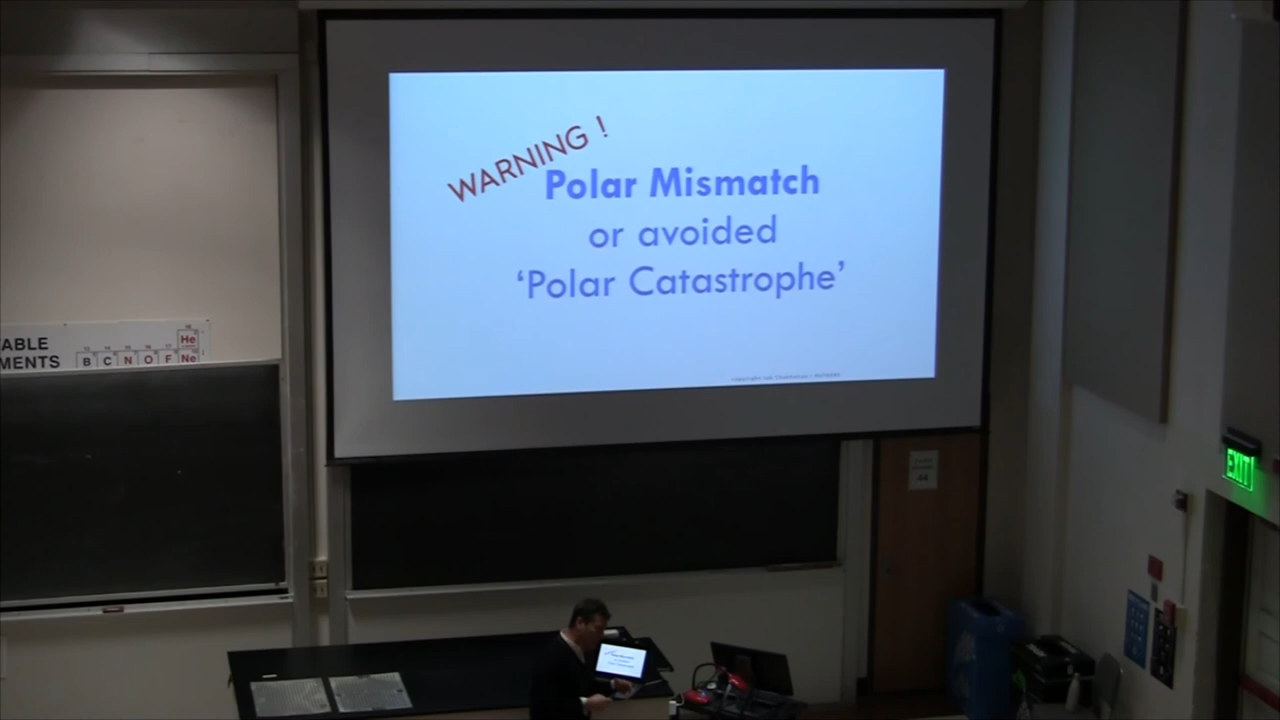 WARNING !
Polar Mismatch
or avoided
‘Polar Catastrophe’
ABLE
MENTS
B C N O F Ne
He
EXIT